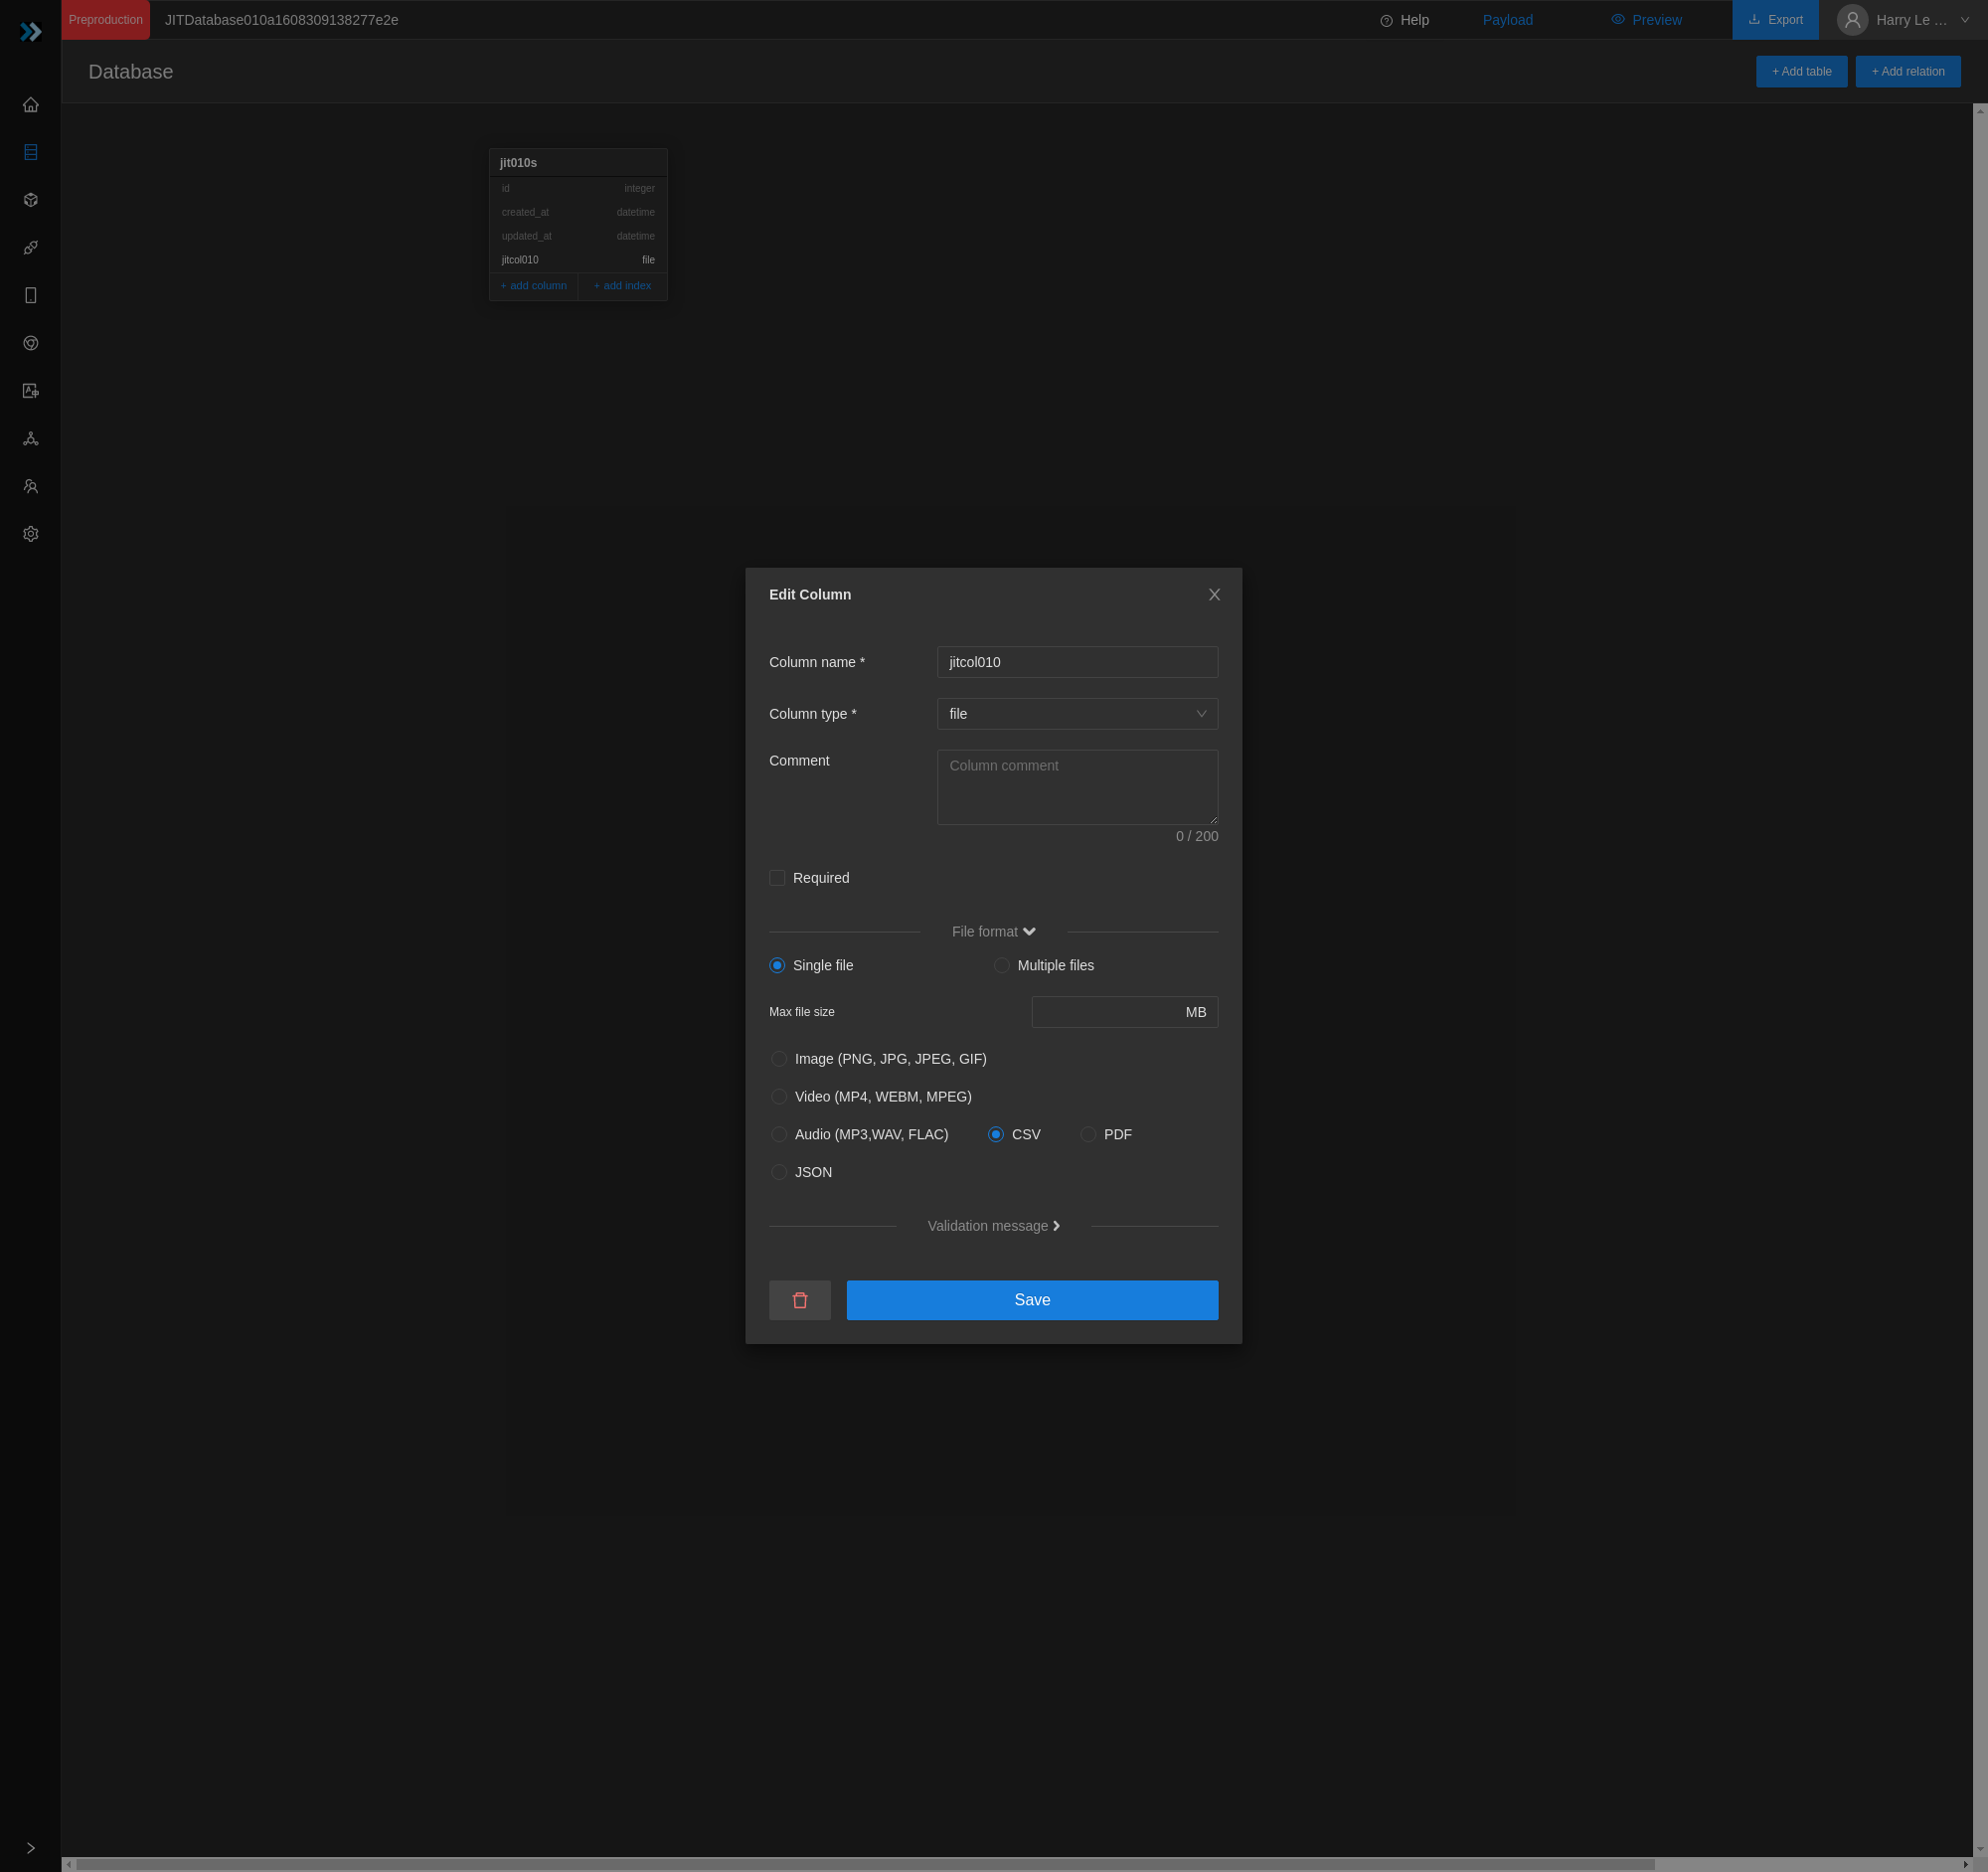 Preproduction JITDatabase010a1608309138277e2e Help Payload Preview Export Harry Le ...
Database + Add table + Add relation
jit010s
id integer
created_at datetime
updated_at datetime
jitcol010 file
+ add column + add index
Edit Column
Column name * jitcol010
Column type * file
Comment Column comment
0 / 200
Required
File format
Single file Multiple files
Max file size MB
Image (PNG, JPG, JPEG, GIF)
Video (MP4, WEBM, MPEG)
Audio (MP3,WAV, FLAC) CSV PDF
JSON
Validation message
Save